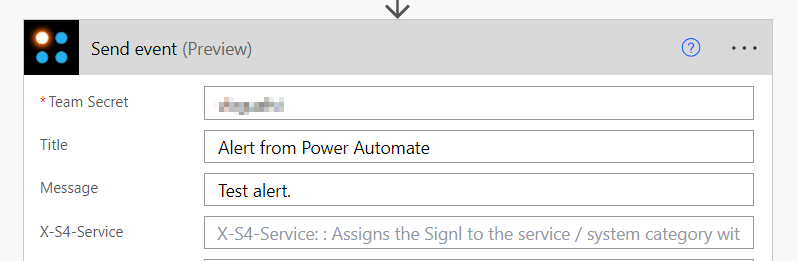 Send event (Preview)
* Team Secret
Title
Alert from Power Automate
Message
Test alert.
X-S4-Service
X-S4-Service: : Assigns the Signl to the service / system category wit